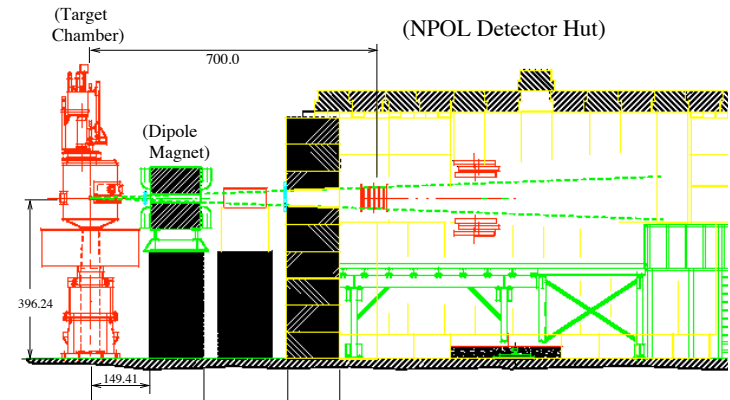 (Target
Chamber)
(NPOL Detector Hut)
700.0
(Dipole
Magnet)
396.24
149.41